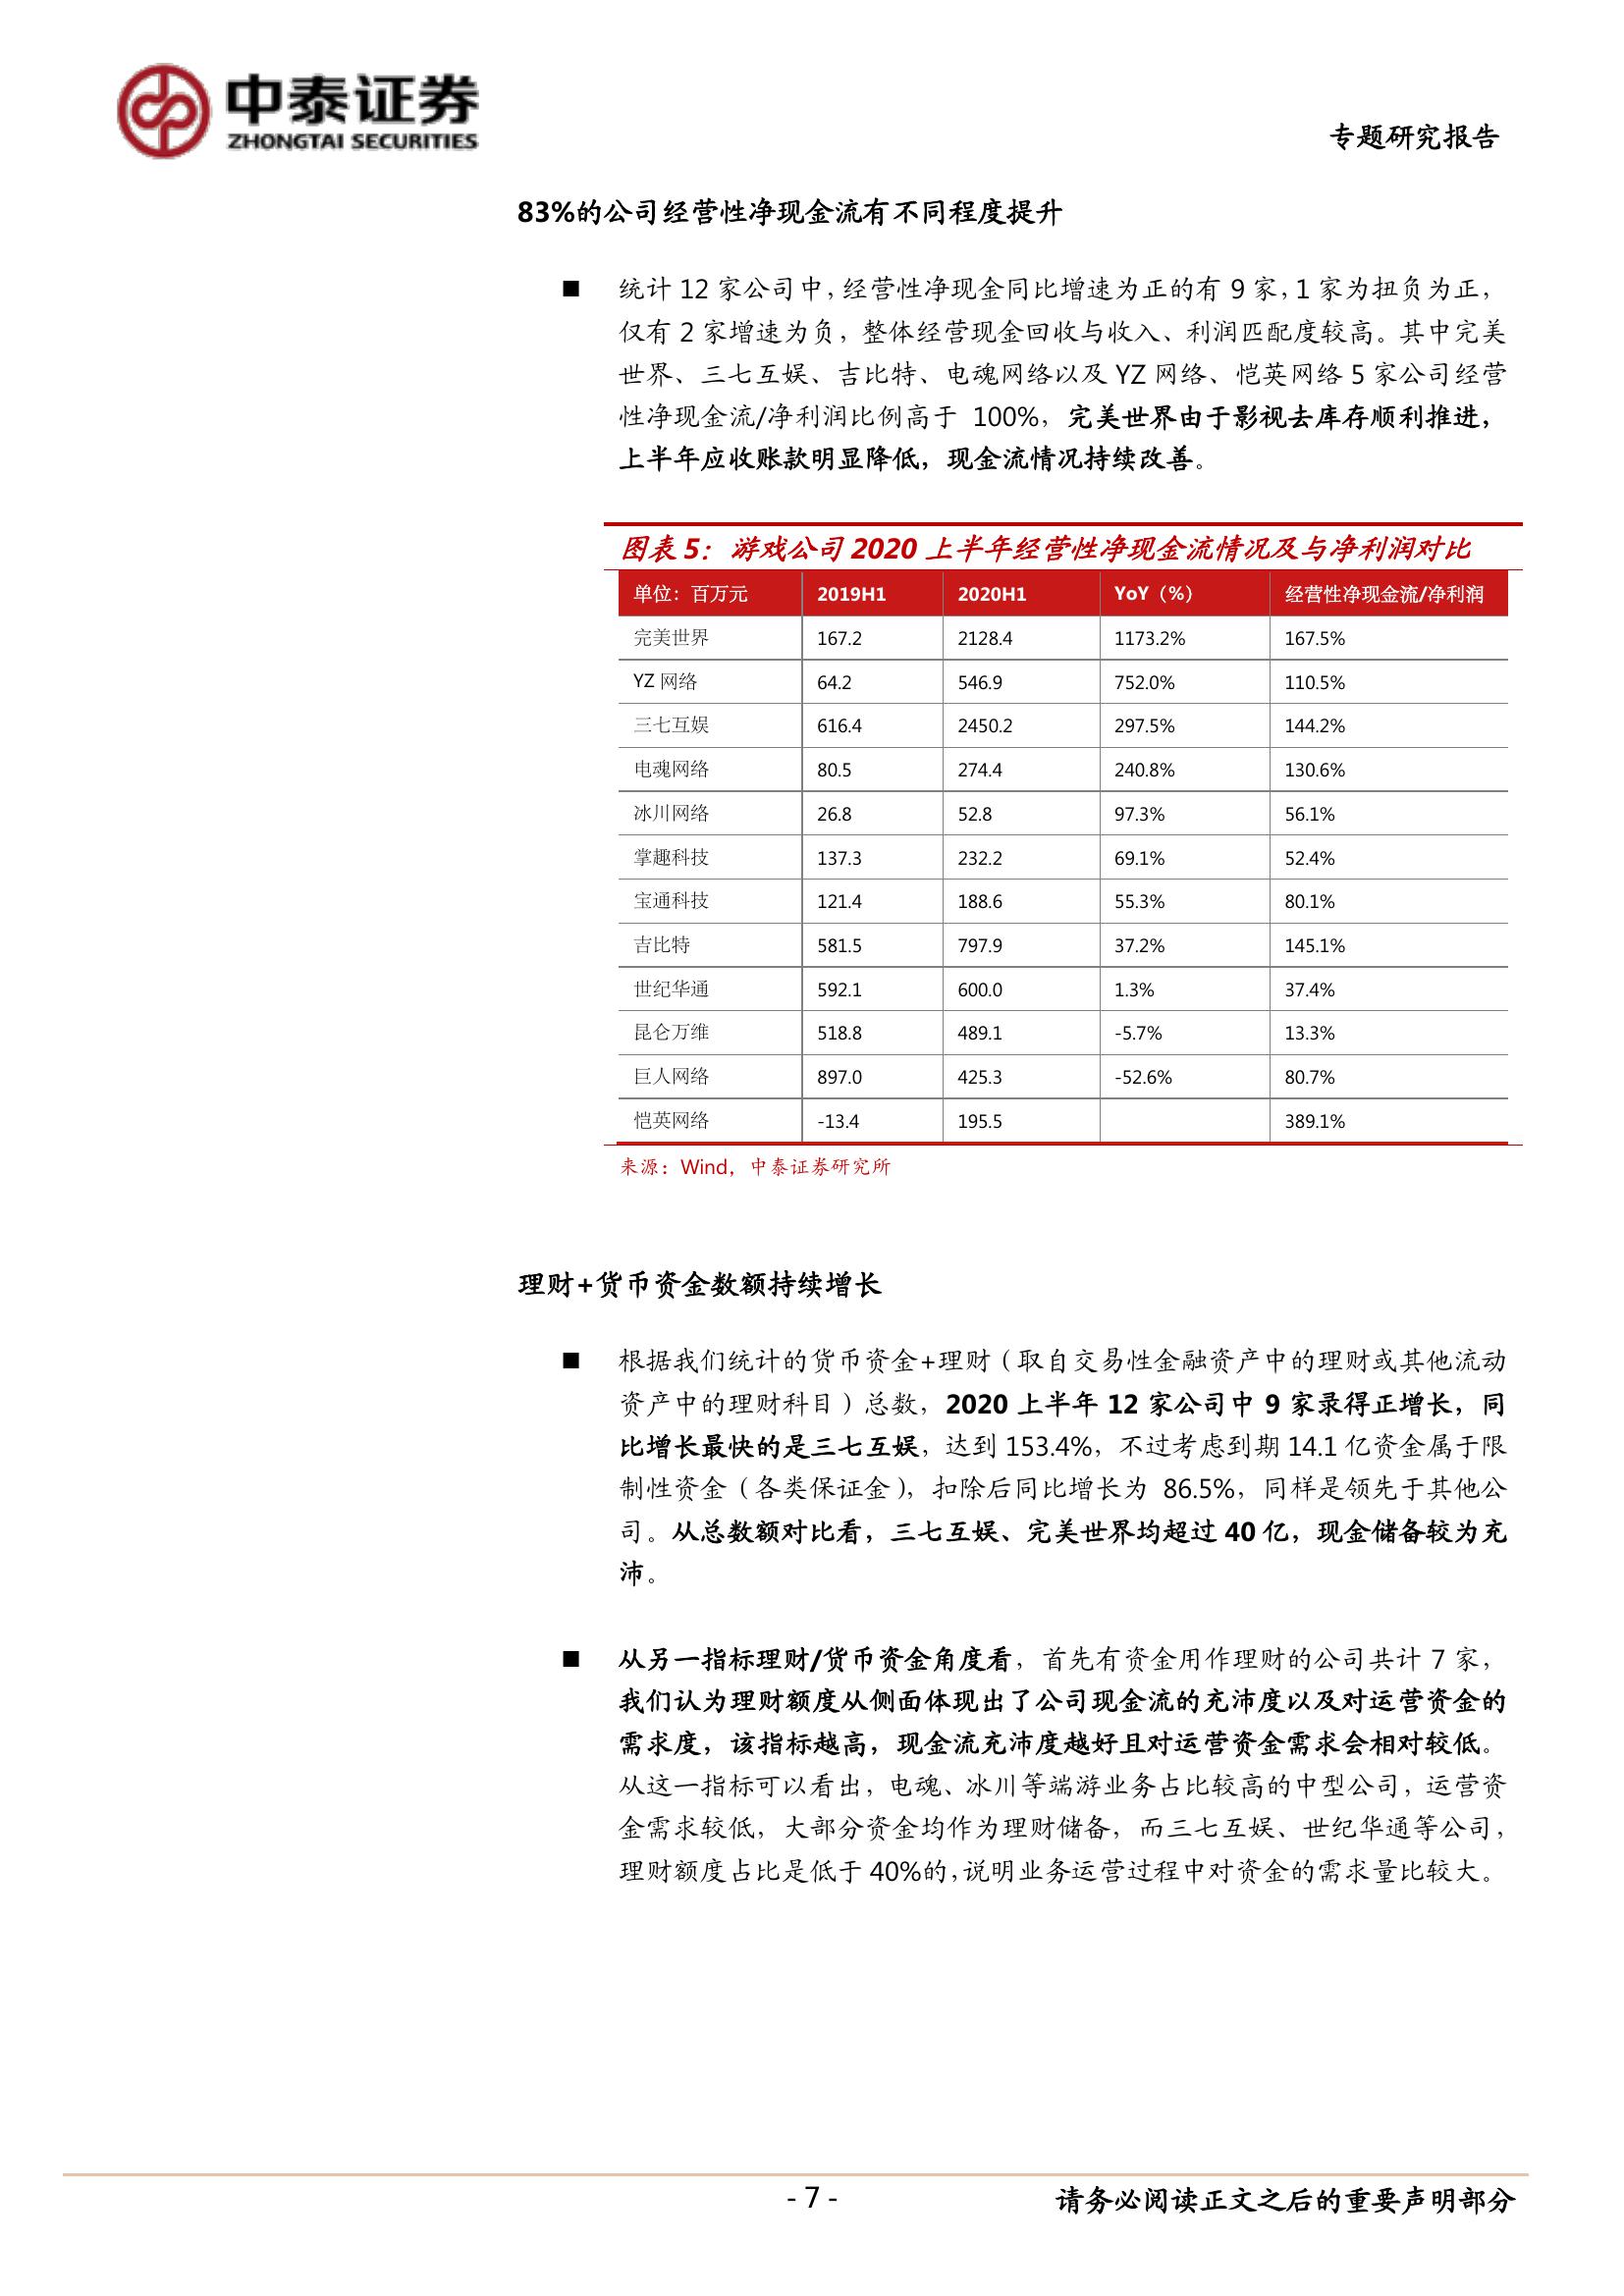 中泰证券
ZHONGTAI SECURITIES
专题研究报告
83%的公司经营性净现金流有不同程度提升
■ 统计 12 家公司中，经营性净现金同比增速为正的有 9 家，1 家为扭负为正，
仅有 2 家增速为负，整体经营现金回收与收入、利润匹配度较高。其中完美
世界、三七互娱、吉比特、电魂网络以及 YZ 网络、恺英网络 5 家公司经营
性净现金流/净利润比例高于 100%，完美世界由于影视去库存顺利推进，
上半年应收账款明显降低，现金流情况持续改善。
图表 5：游戏公司 2020 上半年经营性净现金流情况及与净利润对比
单位：百万元 2019H1 2020H1 YoY（%） 经营性净现金流/净利润
完美世界 167.2 2128.4 1173.2% 167.5%
YZ 网络 64.2 546.9 752.0% 110.5%
三七互娱 616.4 2450.2 297.5% 144.2%
电魂网络 80.5 274.4 240.8% 130.6%
冰川网络 26.8 52.8 97.3% 56.1%
掌趣科技 137.3 232.2 69.1% 52.4%
宝通科技 121.4 188.6 55.3% 80.1%
吉比特 581.5 797.9 37.2% 145.1%
世纪华通 592.1 600.0 1.3% 37.4%
昆仑万维 518.8 489.1 -5.7% 13.3%
巨人网络 897.0 425.3 -52.6% 80.7%
恺英网络 -13.4 195.5 389.1%
来源：Wind，中泰证券研究所
理财+货币资金数额持续增长
■ 根据我们统计的货币资金+理财（取自交易性金融资产中的理财或其他流动
资产中的理财科目）总数，2020 上半年 12 家公司中 9 家录得正增长，同
比增长最快的是三七互娱，达到 153.4%，不过考虑到期 14.1 亿资金属于限
制性资金（各类保证金），扣除后同比增长为 86.5%，同样是领先于其他公
司。从总数额对比看，三七互娱、完美世界均超过 40 亿，现金储备较为充
沛。
■ 从另一指标理财/货币资金角度看，首先有资金用作理财的公司共计 7 家，
我们认为理财额度从侧面体现出了公司现金流的充沛度以及对运营资金的
需求度，该指标越高，现金流充沛度越好且对运营资金需求会相对较低。
从这一指标可以看出，电魂、冰川等端游业务占比较高的中型公司，运营资
金需求较低，大部分资金均作为理财储备，而三七互娱、世纪华通等公司，
理财额度占比是低于 40%的，说明业务运营过程中对资金的需求量比较大。
- 7 -
请务必阅读正文之后的重要声明部分